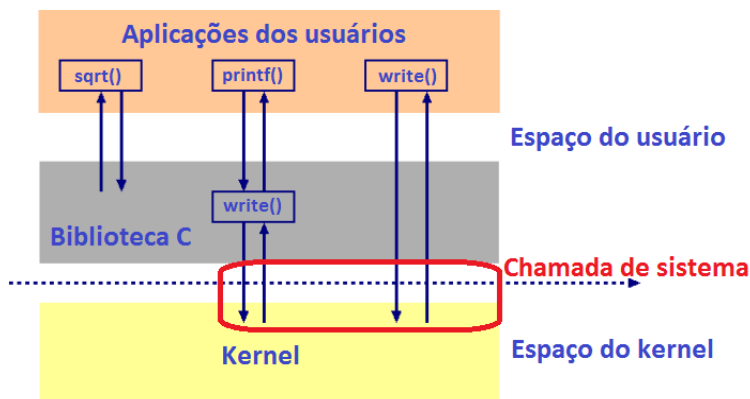 Aplicações dos usuários
sqrt()
printf()
write()
Espaço do usuário
write()
Biblioteca C
Chamada de sistema
Kernel
Espaço do kernel